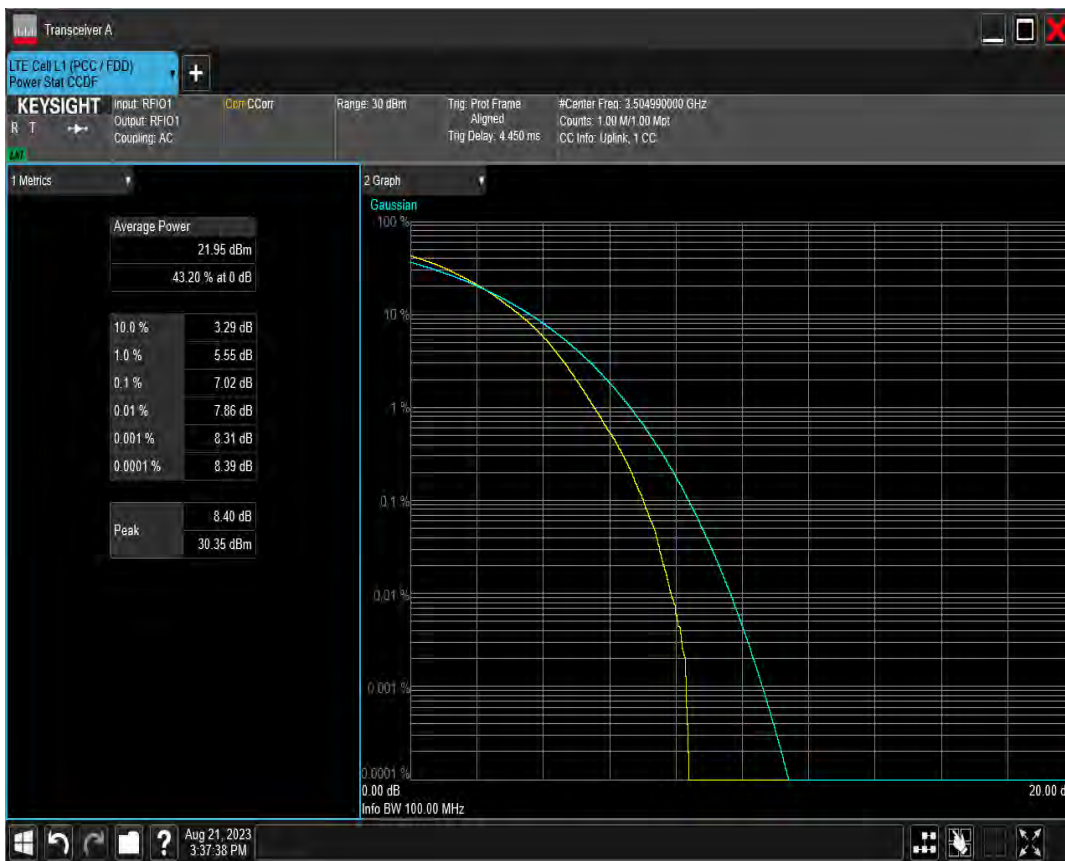 Transceiver A
LTE Cell L1 (PCC / FDD)
Power Stat CCDF
+
KEYSIGHT
R T
LXI
Input: RFIO1
Output: RFIO1
Coupling: AC
Corr CCorr
Range: 30 dBm
Trig: Prot Frame
Aligned
Trig Delay: 4.450 ms
#Center Freq: 3.504990000 GHz
Counts: 1.00 M/1.00 Mpt
CC Info: Uplink, 1 CC
1 Metrics
Average Power
21.95 dBm
43.20 % at 0 dB
10.0 % 3.29 dB
1.0 % 5.55 dB
0.1 % 7.02 dB
0.01 % 7.86 dB
0.001 % 8.31 dB
0.0001 % 8.39 dB
Peak
8.40 dB
30.35 dBm
2 Graph
Gaussian
100 %
10 %
1 %
0.1 %
0.01 %
0.001 %
0.0001 %
0.00 dB
20.00 d
Info BW 100.00 MHz
?
Aug 21, 2023
3:37:38 PM